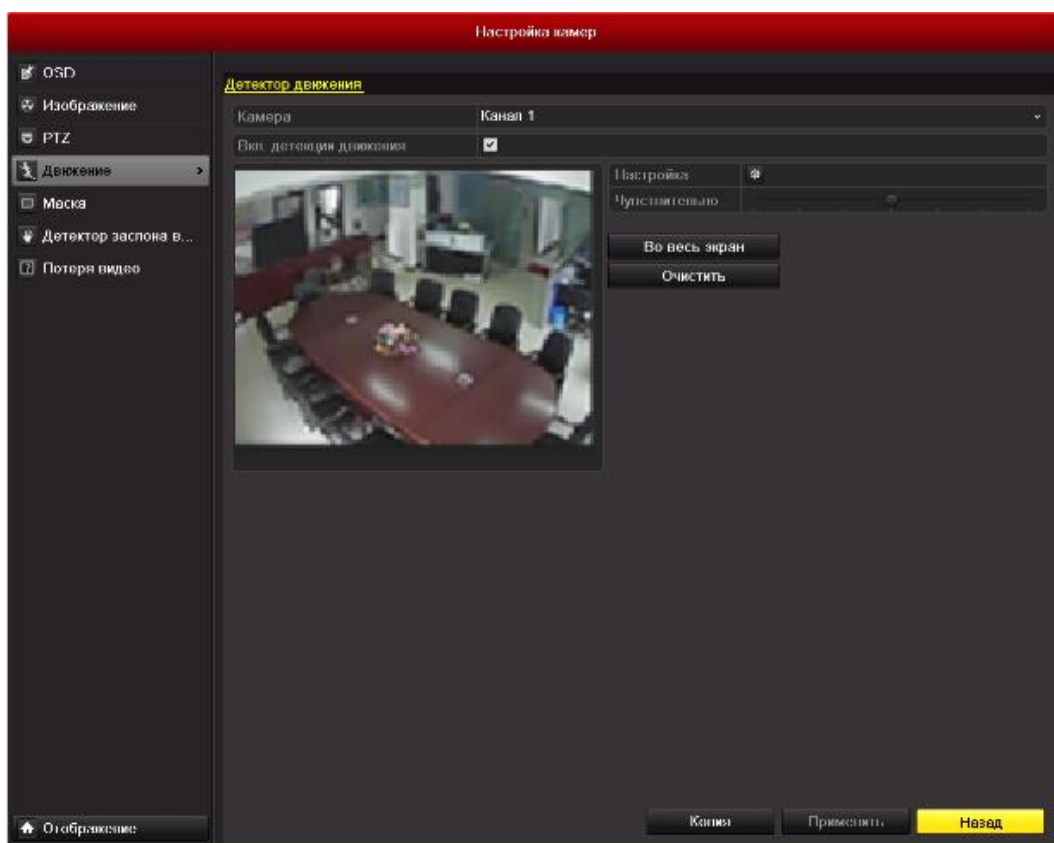 Настройка камер
OSD
Изображение
PTZ
Движение
Маска
Детектор заслона в...
Потеря видео
Отображение
Детектор движения
Камера
Канал 1
Вкл. детекции движения
Настройка
Чувствительно
Во весь экран
Очистить
Копия
Применить
Назад